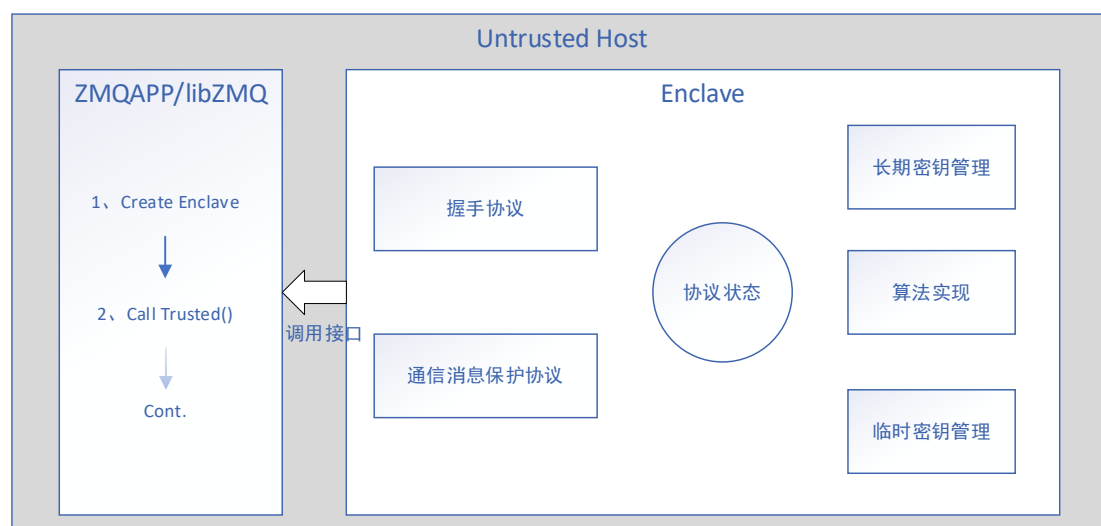 Untrusted Host
ZMQAPP/libZMQ
1、Create Enclave
2、Call Trusted()
Cont.
调用接口
Enclave
握手协议
通信消息保护协议
协议状态
长期密钥管理
算法实现
临时密钥管理